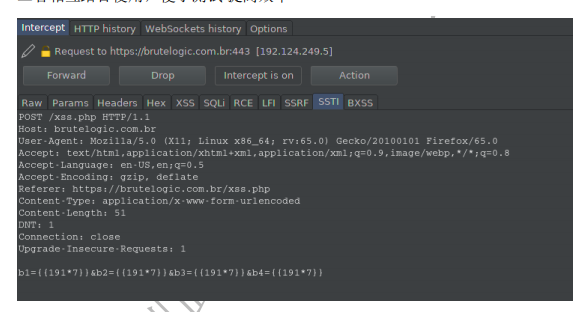 Intercept HTTP history WebSockets history Options
Request to https://brutelogic.com.br:443 [192.124.249.5]
Forward Drop Intercept is on Action
Raw Params Headers Hex XSS SQLi RCE LFI SSRF SSTI BXSS
POST /xss.php HTTP/1.1
Host: brutelogic.com.br
User-Agent: Mozilla/5.0 (X11; Linux x86_64; rv:65.0) Gecko/20100101 Firefox/65.0
Accept: text/html,application/xhtml+xml,application/xml;q=0.9,image/webp,*/*;q=0.8
Accept-Language: en-US,en;q=0.5
Accept-Encoding: gzip, deflate
Referer: https://brutelogic.com.br/xss.php
Content-Type: application/x-www-form-urlencoded
Content-Length: 51
DNT: 1
Connection: close
Upgrade-Insecure-Requests: 1
b1={{191*7}}&b2={{191*7}}&b3={{191*7}}&b4={{191*7}}